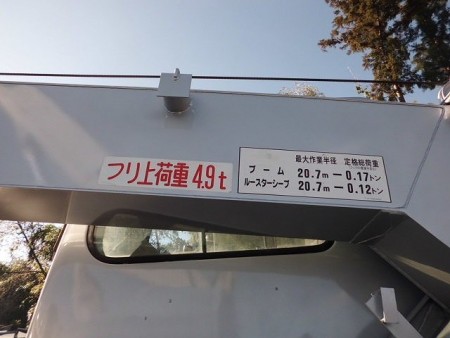 フリ上荷重 4.9t
最大作業半径 定格総荷重
ブーム 20.7m－0.17トン
ルースターシーブ 20.7m－0.12トン